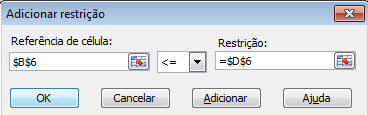 Adicionar restrição
Referência de célula: Restrição:
$B$6 <= =$D$6
OK Cancelar Adicionar Ajuda